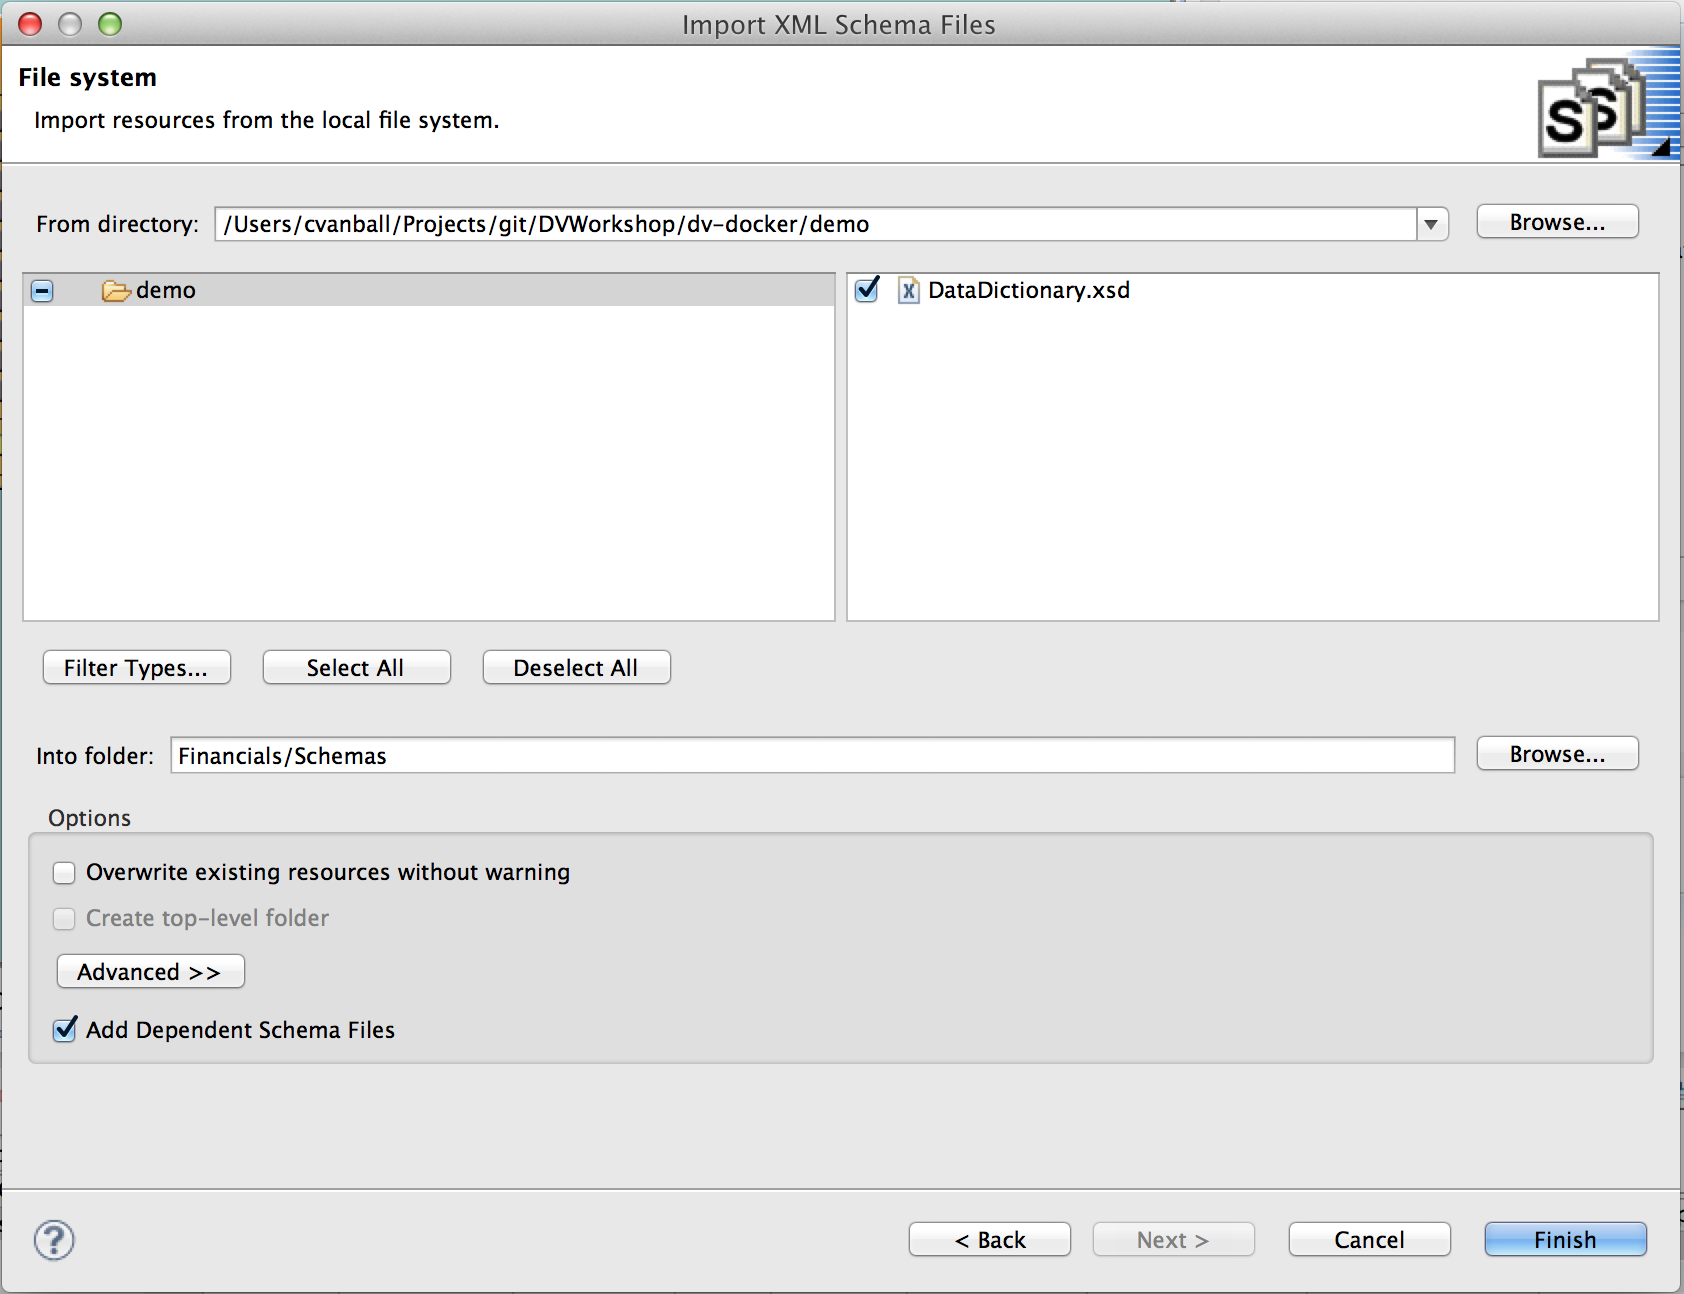 Import XML Schema Files
File system
Import resources from the local file system.
S S
From directory: /Users/cvanball/Projects/git/DVWorkshop/dv-docker/demo Browse...
demo
X DataDictionary.xsd
Filter Types... Select All Deselect All
Into folder: Financials/Schemas Browse...
Options
Overwrite existing resources without warning
Create top-level folder
Advanced >>
Add Dependent Schema Files
? < Back Next > Cancel Finish